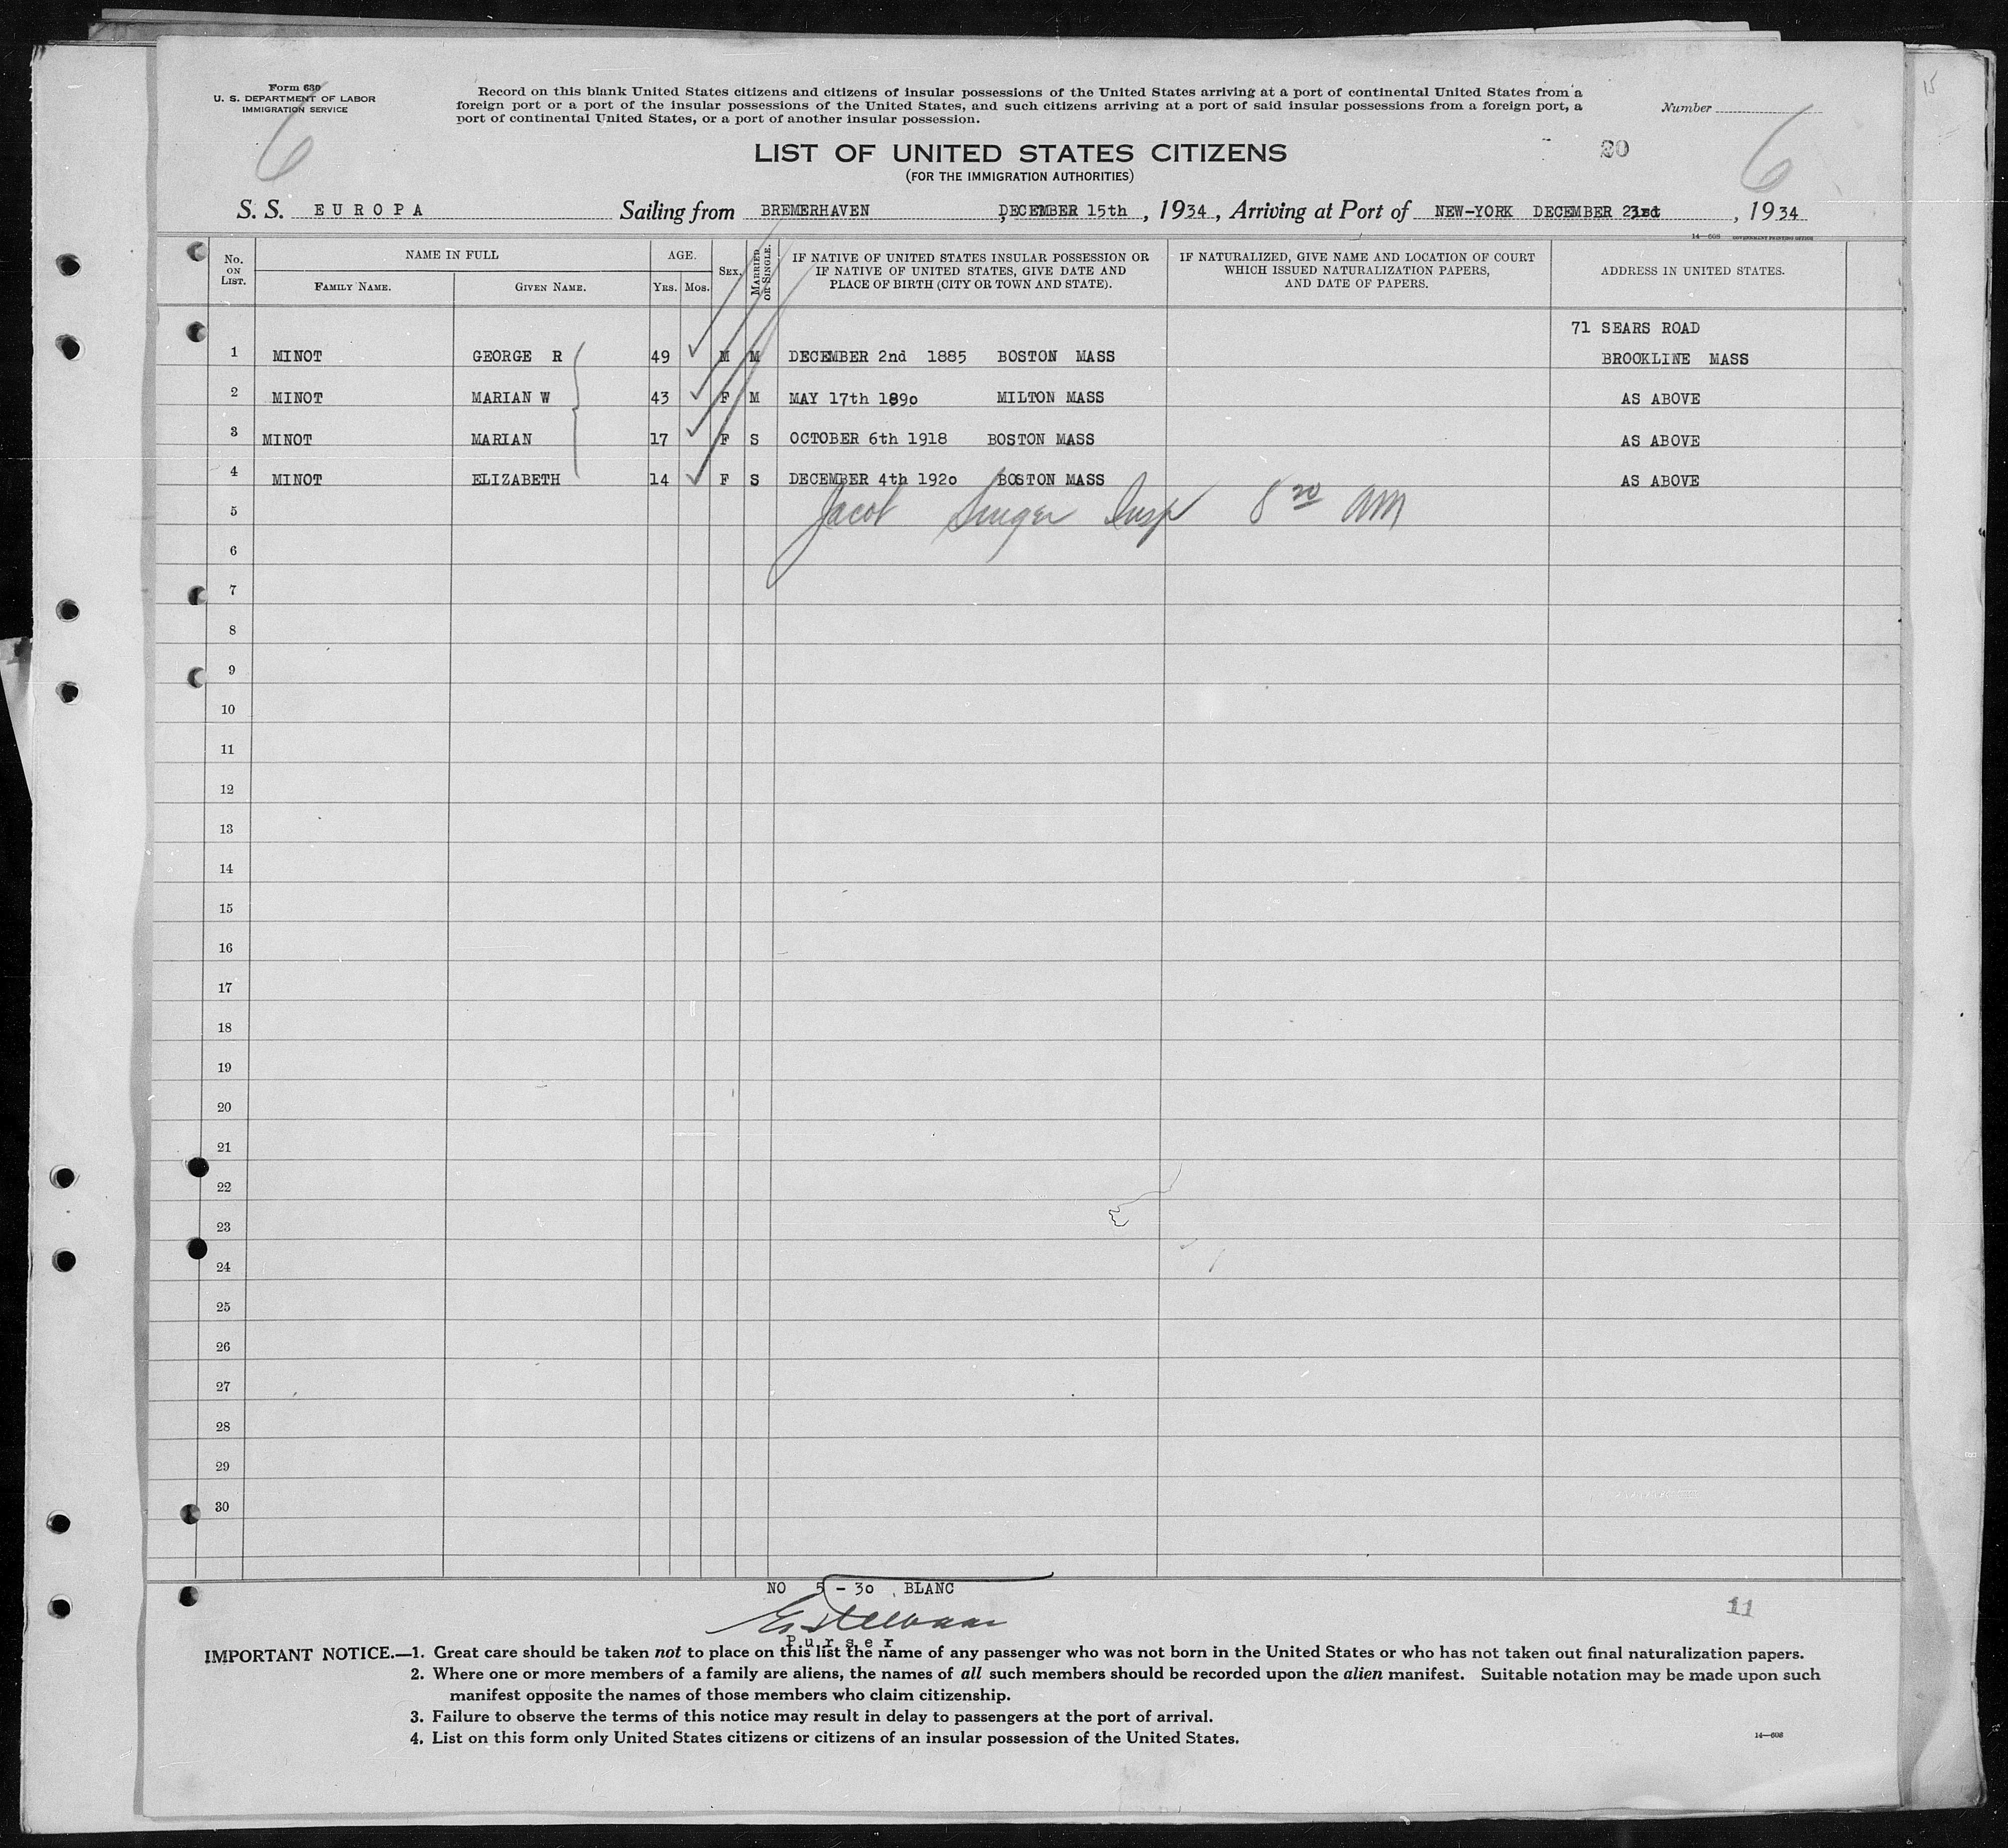 15
Form 630
U. S. DEPARTMENT OF LABOR
IMMIGRATION SERVICE
6
Record on this blank United States citizens and citizens of insular possessions of the United States arriving at a port of continental United States from a
foreign port or a port of the insular possessions of the United States, and such citizens arriving at a port of said insular possessions from a foreign port, a
port of continental United States, or a port of another insular possession.
Number
6
LIST OF UNITED STATES CITIZENS
20
(FOR THE IMMIGRATION AUTHORITIES)
S. S. EUROPA Sailing from BREMERHAVEN, DECEMBER 15th, 1934, Arriving at Port of NEW-YORK DECEMBER, 1934
14—608 GOVERNMENT PRINTING OFFICE
No. ON LIST. NAME IN FULL AGE. SEX. MARRIED OR SINGLE. IF NATIVE OF UNITED STATES INSULAR POSSESSION OR IF NATIVE OF UNITED STATES, GIVE DATE AND PLACE OF BIRTH (CITY OR TOWN AND STATE). IF NATURALIZED, GIVE NAME AND LOCATION OF COURT WHICH ISSUED NATURALIZATION PAPERS, AND DATE OF PAPERS. ADDRESS IN UNITED STATES.
FAMILY NAME. GIVEN NAME. YRS. MOS.
71 SEARS ROAD
1 MINOT GEORGE R 49 M M DECEMBER 2nd 1885 BOSTON MASS BROOKLINE MASS
2 MINOT MARIAN W 43 F M MAY 17th 1890 MILTON MASS AS ABOVE
3 MINOT MARIAN 17 F S OCTOBER 6th 1918 BOSTON MASS AS ABOVE
4 MINOT ELIZABETH 14 F S DECEMBER 4th 1920 BOSTON MASS AS ABOVE
5 Jacob Singer Insp 8 20 AM
6
7
8
9
10
11
12
13
14
15
16
17
18
19
20
21
22
23
24
25
26
27
28
29
30
NO 5 - 30 BLANC
11
Purser
IMPORTANT NOTICE.—1. Great care should be taken not to place on this list the name of any passenger who was not born in the United States or who has not taken out final naturalization papers.
2. Where one or more members of a family are aliens, the names of all such members should be recorded upon the alien manifest. Suitable notation may be made upon such
manifest opposite the names of those members who claim citizenship.
3. Failure to observe the terms of this notice may result in delay to passengers at the port of arrival.
4. List on this form only United States citizens or citizens of an insular possession of the United States.
14—608